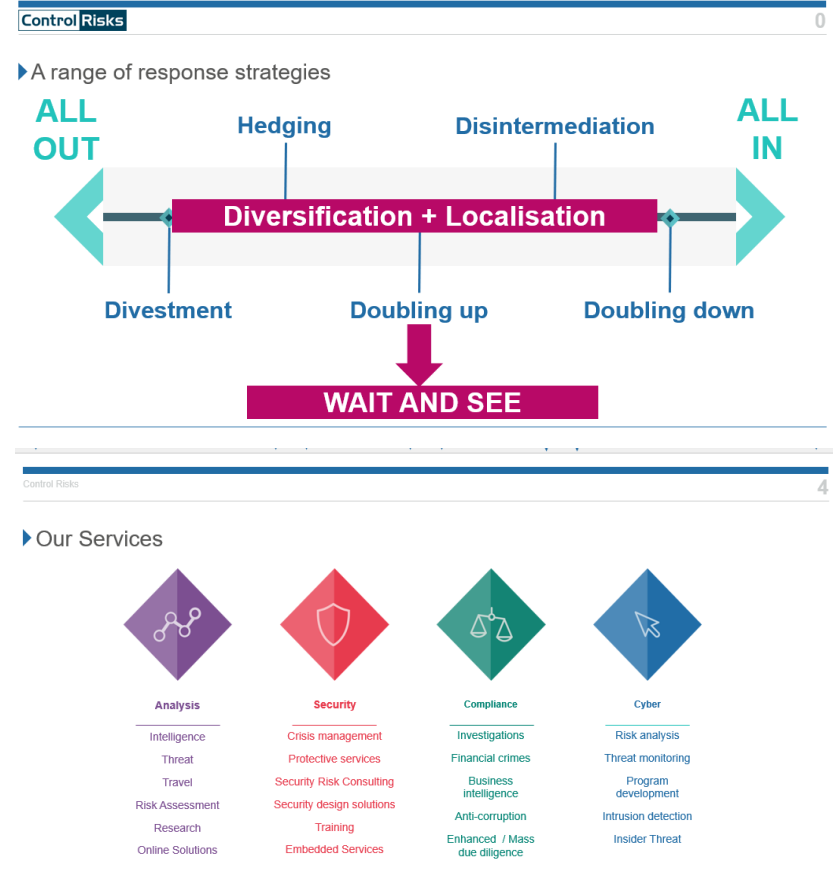 Control Risks
0
A range of response strategies
ALL
OUT
Hedging
Disintermediation
ALL
IN
Diversification + Localisation
Divestment
Doubling up
Doubling down
WAIT AND SEE
Control Risks
4
Our Services
Analysis
Intelligence
Threat
Travel
Risk Assessment
Research
Online Solutions
Security
Crisis management
Protective services
Security Risk Consulting
Security design solutions
Training
Embedded Services
Compliance
Investigations
Financial crimes
Business
intelligence
Anti-corruption
Enhanced / Mass
due diligence
Cyber
Risk analysis
Threat monitoring
Program
development
Intrusion detection
Insider Threat